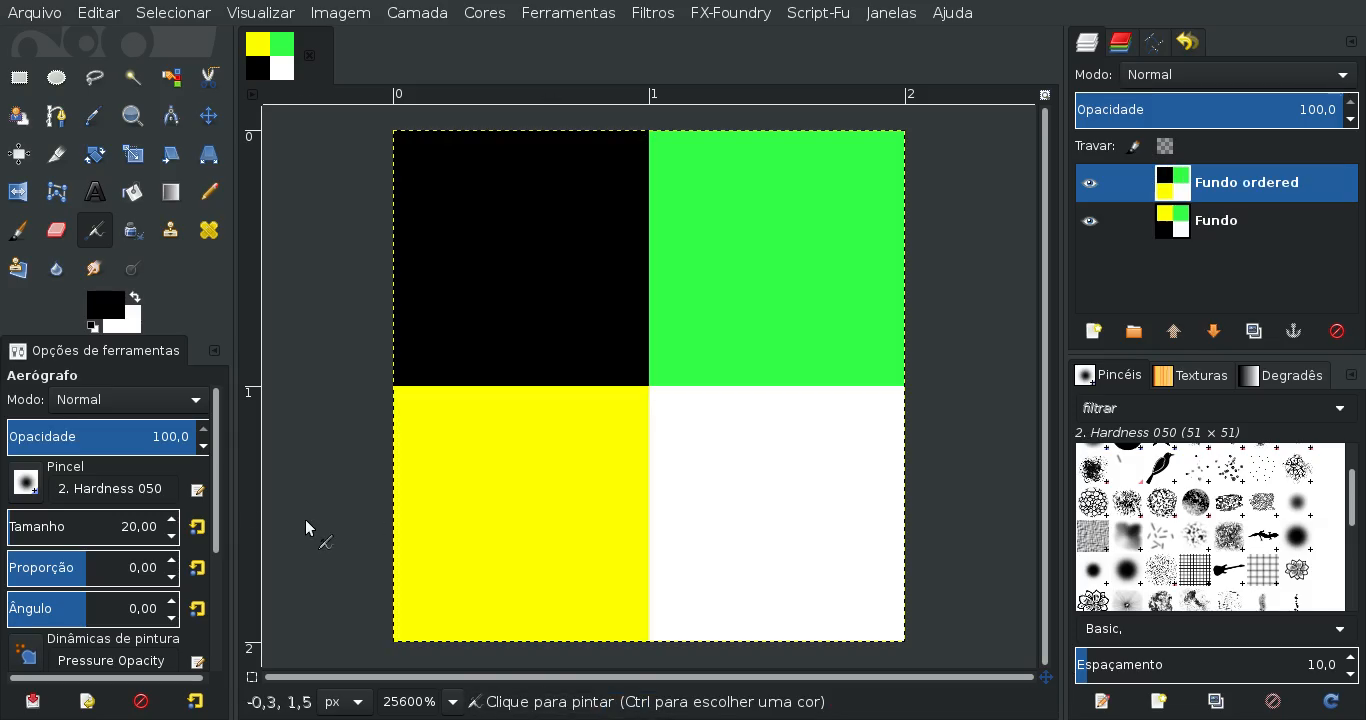 Arquivo Editar Selecionar Visualizar Imagem Camada Cores Ferramentas Filtros FX-Foundry Script-Fu Janelas Ajuda
0 1 2
0
1
2
Opções de ferramentas
Aerógrafo
Modo: Normal
Opacidade 100,0
Pincel
2. Hardness 050
Tamanho 20,00
Proporção 0,00
Ângulo 0,00
Dinâmicas de pintura
Pressure Opacity
-0,3, 1,5 px 25600% Clique para pintar (Ctrl para escolher uma cor)
Modo: Normal
Opacidade 100,0
Travar:
Fundo ordered
Fundo
Pincéis Texturas Degradês
filtrar
2. Hardness 050 (51 × 51)
Basic,
Espaçamento 10,0